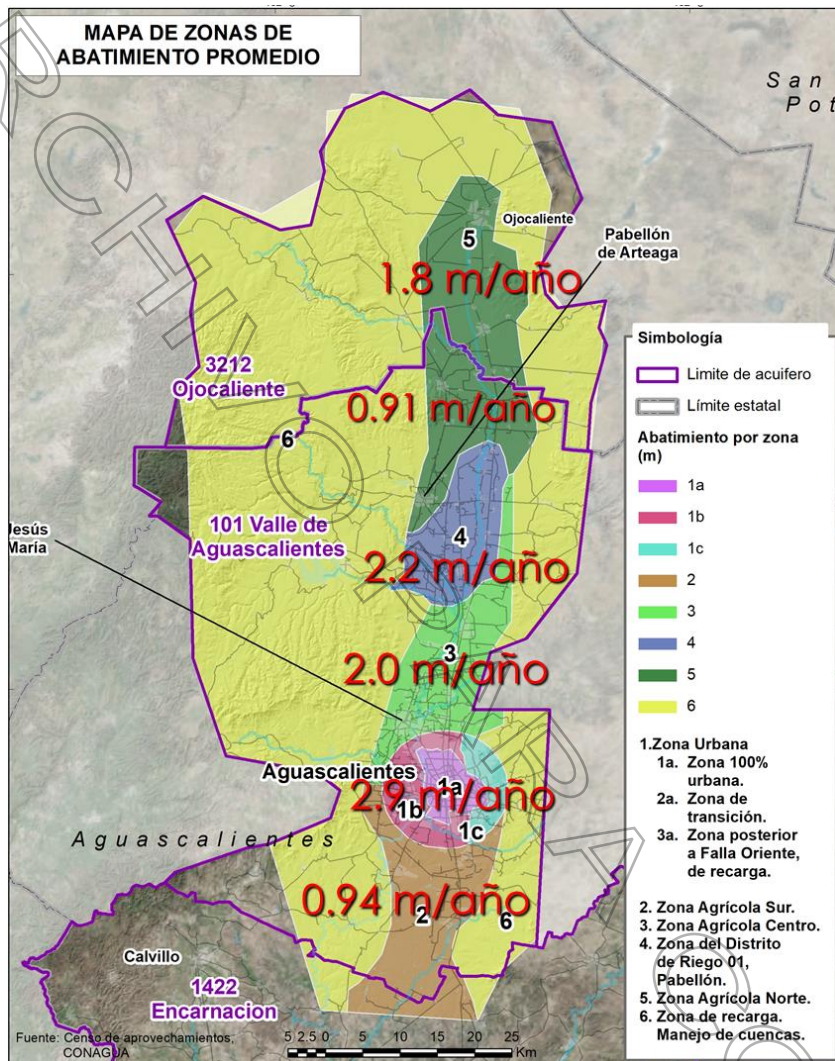 MAPA DE ZONAS DE
ABATIMIENTO PROMEDIO
San
Pot
Ojocaliente
5
Pabellón
de Arteaga
1.8 m/año
3212
Ojocaliente
0.91 m/año
6
Jesús
María
101 Valle de
Aguascalientes
4
2.2 m/año
3
2.0 m/año
Aguascalientes
1a
2.9 m/año
1b
1c
Aguascalientes
0.94 m/año
2
6
Calvillo
1422
Encarnacion
Fuente: Censo de aprovechamientos,
CONAGUA
5 2.5 0 5 10 15 20 25
Km
Simbología
Limite de acuifero
Límite estatal
Abatimiento por zona
(m)
1a
1b
1c
2
3
4
5
6
1.Zona Urbana
1a. Zona 100%
urbana.
2a. Zona de
transición.
3a. Zona posterior
a Falla Oriente,
de recarga.
2. Zona Agrícola Sur.
3. Zona Agrícola Centro.
4. Zona del Distrito
de Riego 01,
Pabellón.
5. Zona Agrícola Norte.
6. Zona de recarga.
Manejo de cuencas.